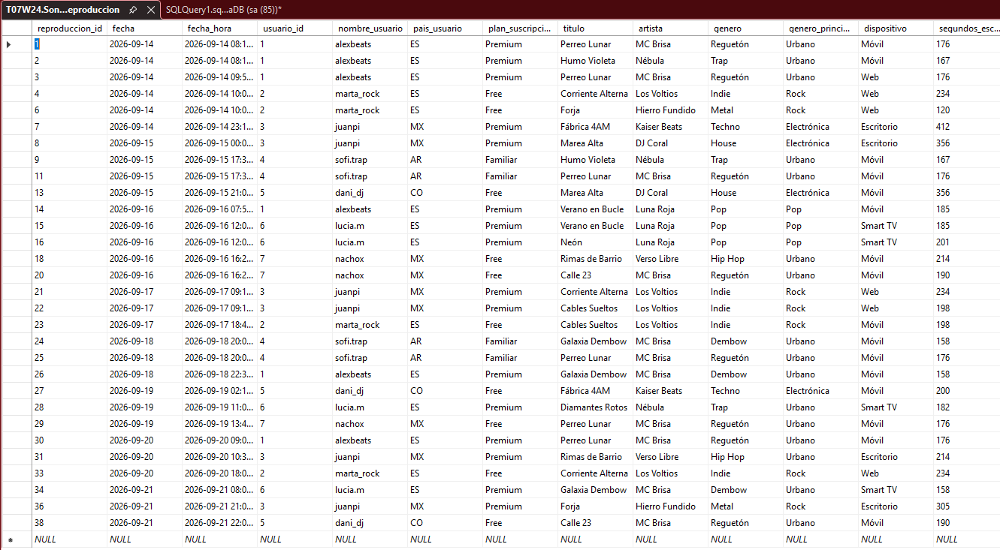 T07W24.Son...eproduccion SQLQuery1.sq...aDB (sa (85))*
reproduccion_id fecha fecha_hora usuario_id nombre_usuario pais_usuario plan_suscripci... titulo artista genero genero_princi... dispositivo segundos_esc...
1 2026-09-14 2026-09-14 08:1... 1 alexbeats ES Premium Perreo Lunar MC Brisa Reguetón Urbano Móvil 176
2 2026-09-14 2026-09-14 08:1... 1 alexbeats ES Premium Humo Violeta Nébula Trap Urbano Móvil 167
3 2026-09-14 2026-09-14 09:5... 1 alexbeats ES Premium Perreo Lunar MC Brisa Reguetón Urbano Web 176
4 2026-09-14 2026-09-14 10:0... 2 marta_rock ES Free Corriente Alterna Los Voltios Indie Rock Web 234
6 2026-09-14 2026-09-14 10:0... 2 marta_rock ES Free Forja Hierro Fundido Metal Rock Web 120
7 2026-09-14 2026-09-14 23:1... 3 juanpi MX Premium Fábrica 4AM Kaiser Beats Techno Electrónica Escritorio 412
8 2026-09-15 2026-09-15 00:0... 3 juanpi MX Premium Marea Alta DJ Coral House Electrónica Escritorio 356
9 2026-09-15 2026-09-15 17:3... 4 sofi.trap AR Familiar Humo Violeta Nébula Trap Urbano Móvil 167
11 2026-09-15 2026-09-15 17:3... 4 sofi.trap AR Familiar Perreo Lunar MC Brisa Reguetón Urbano Móvil 176
13 2026-09-15 2026-09-15 21:0... 5 dani_dj CO Free Marea Alta DJ Coral House Electrónica Móvil 356
14 2026-09-16 2026-09-16 07:5... 1 alexbeats ES Premium Verano en Bucle Luna Roja Pop Pop Móvil 185
15 2026-09-16 2026-09-16 12:0... 6 lucia.m ES Premium Verano en Bucle Luna Roja Pop Pop Smart TV 185
16 2026-09-16 2026-09-16 12:0... 6 lucia.m ES Premium Neón Luna Roja Pop Pop Smart TV 201
18 2026-09-16 2026-09-16 16:2... 7 nachox MX Free Rimas de Barrio Verso Libre Hip Hop Urbano Móvil 214
20 2026-09-16 2026-09-16 16:2... 7 nachox MX Free Calle 23 MC Brisa Reguetón Urbano Móvil 190
21 2026-09-17 2026-09-17 09:1... 3 juanpi MX Premium Corriente Alterna Los Voltios Indie Rock Web 234
22 2026-09-17 2026-09-17 09:1... 3 juanpi MX Premium Cables Sueltos Los Voltios Indie Rock Web 198
23 2026-09-17 2026-09-17 18:4... 2 marta_rock ES Free Cables Sueltos Los Voltios Indie Rock Móvil 198
24 2026-09-18 2026-09-18 20:0... 4 sofi.trap AR Familiar Galaxia Dembow MC Brisa Dembow Urbano Móvil 158
25 2026-09-18 2026-09-18 20:0... 4 sofi.trap AR Familiar Perreo Lunar MC Brisa Reguetón Urbano Móvil 176
26 2026-09-18 2026-09-18 22:3... 1 alexbeats ES Premium Galaxia Dembow MC Brisa Dembow Urbano Móvil 158
27 2026-09-19 2026-09-19 02:1... 5 dani_dj CO Free Fábrica 4AM Kaiser Beats Techno Electrónica Móvil 200
28 2026-09-19 2026-09-19 11:0... 6 lucia.m ES Premium Diamantes Rotos Nébula Trap Urbano Smart TV 182
29 2026-09-19 2026-09-19 13:4... 7 nachox MX Free Perreo Lunar MC Brisa Reguetón Urbano Móvil 176
30 2026-09-20 2026-09-20 09:0... 1 alexbeats ES Premium Perreo Lunar MC Brisa Reguetón Urbano Móvil 176
31 2026-09-20 2026-09-20 10:3... 3 juanpi MX Premium Rimas de Barrio Verso Libre Hip Hop Urbano Escritorio 214
33 2026-09-20 2026-09-20 18:0... 2 marta_rock ES Free Corriente Alterna Los Voltios Indie Rock Web 234
34 2026-09-21 2026-09-21 08:0... 6 lucia.m ES Premium Galaxia Dembow MC Brisa Dembow Urbano Smart TV 158
36 2026-09-21 2026-09-21 21:0... 3 juanpi MX Premium Forja Hierro Fundido Metal Rock Escritorio 305
38 2026-09-21 2026-09-21 22:0... 5 dani_dj CO Free Calle 23 MC Brisa Reguetón Urbano Móvil 190
NULL NULL NULL NULL NULL NULL NULL NULL NULL NULL NULL NULL NULL